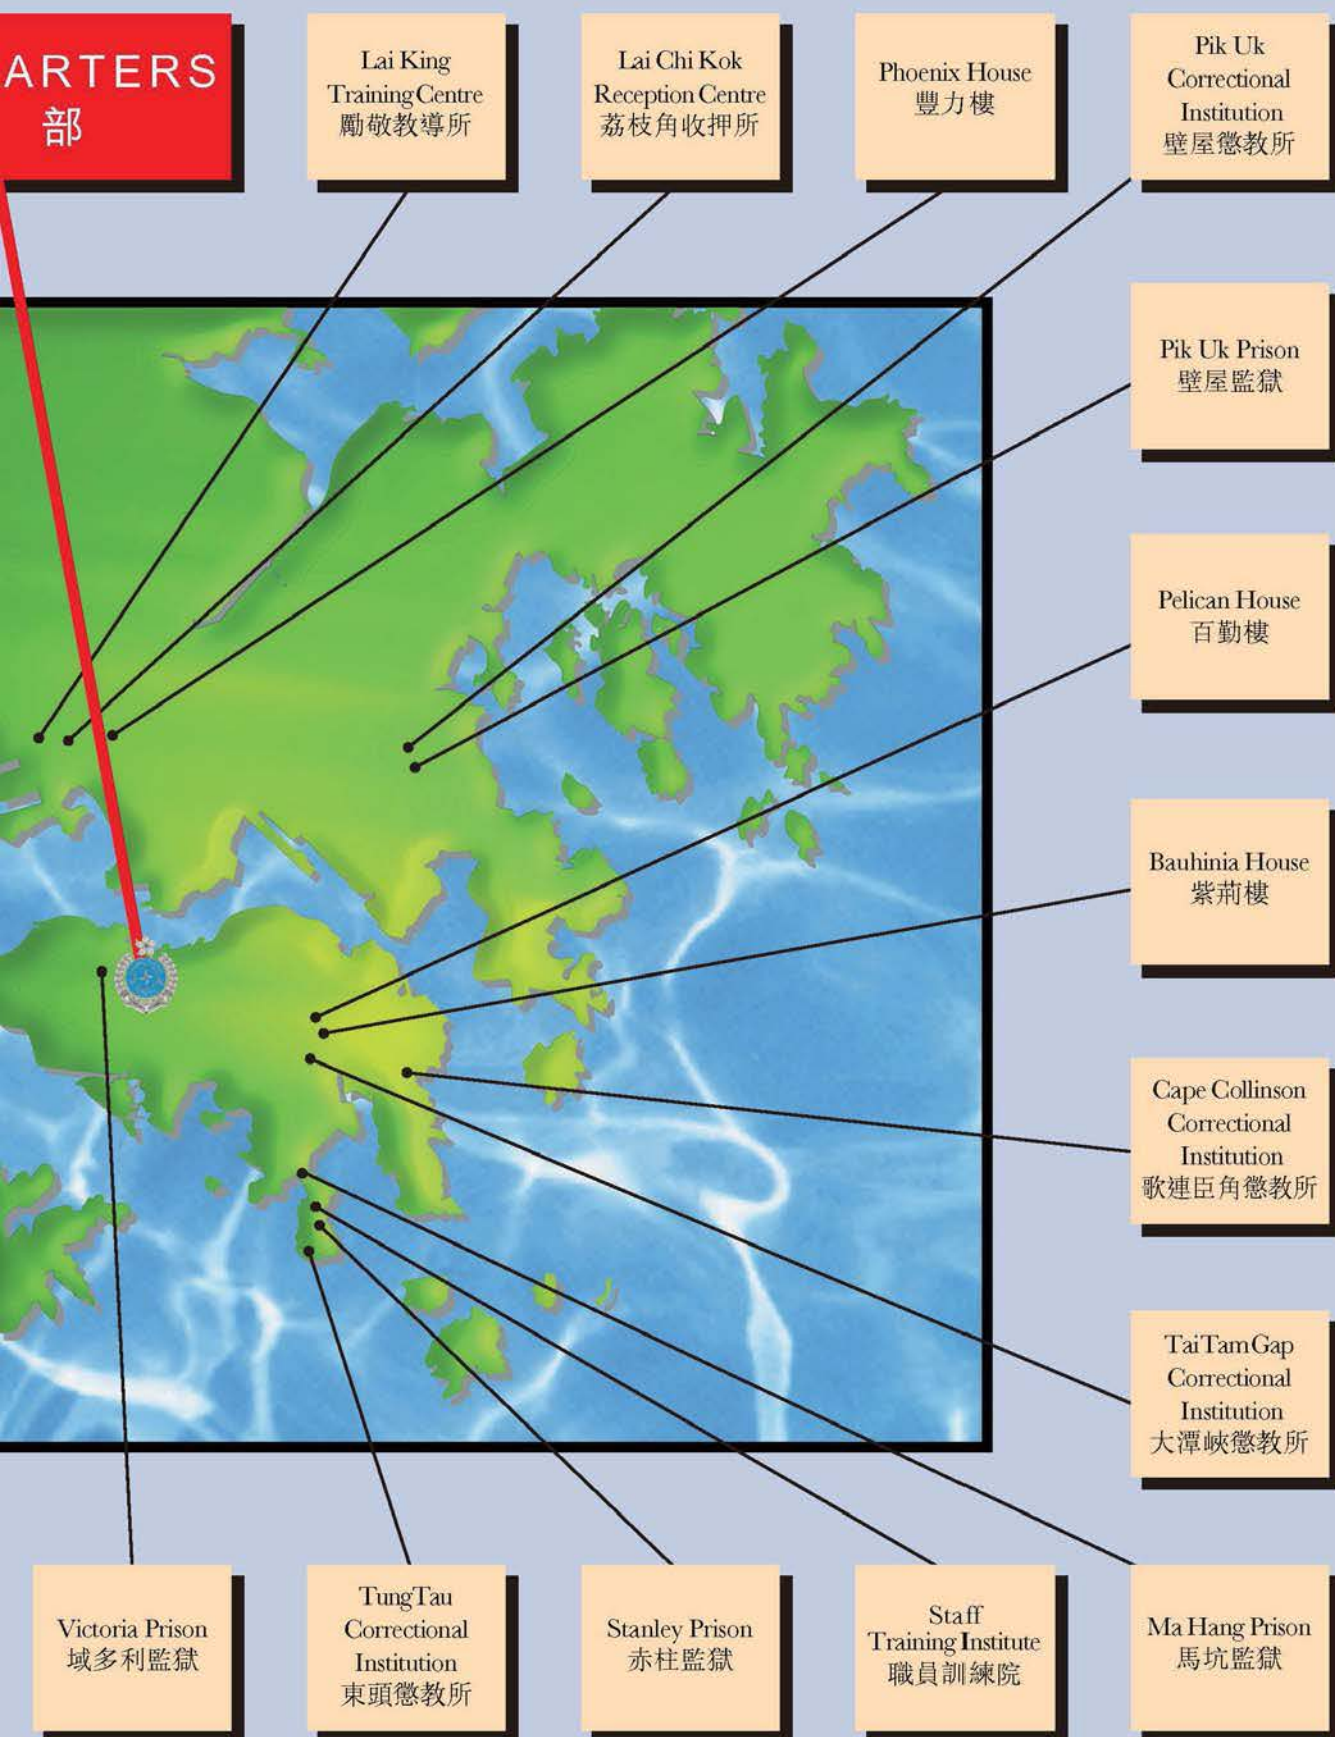 ARTERS
部
Lai King
Training Centre
勵敬教導所
Lai Chi Kok
Reception Centre
荔枝角收押所
Phoenix House
豐力樓
Pik Uk
Correctional
Institution
壁屋懲教所
Pik Uk Prison
壁屋監獄
Pelican House
百勤樓
Bauhinia House
紫荊樓
Cape Collinson
Correctional
Institution
歌連臣角懲教所
Tai Tam Gap
Correctional
Institution
大潭峽懲教所
Victoria Prison
域多利監獄
Tung Tau
Correctional
Institution
東頭懲教所
Stanley Prison
赤柱監獄
Staff
Training Institute
職員訓練院
Ma Hang Prison
馬坑監獄